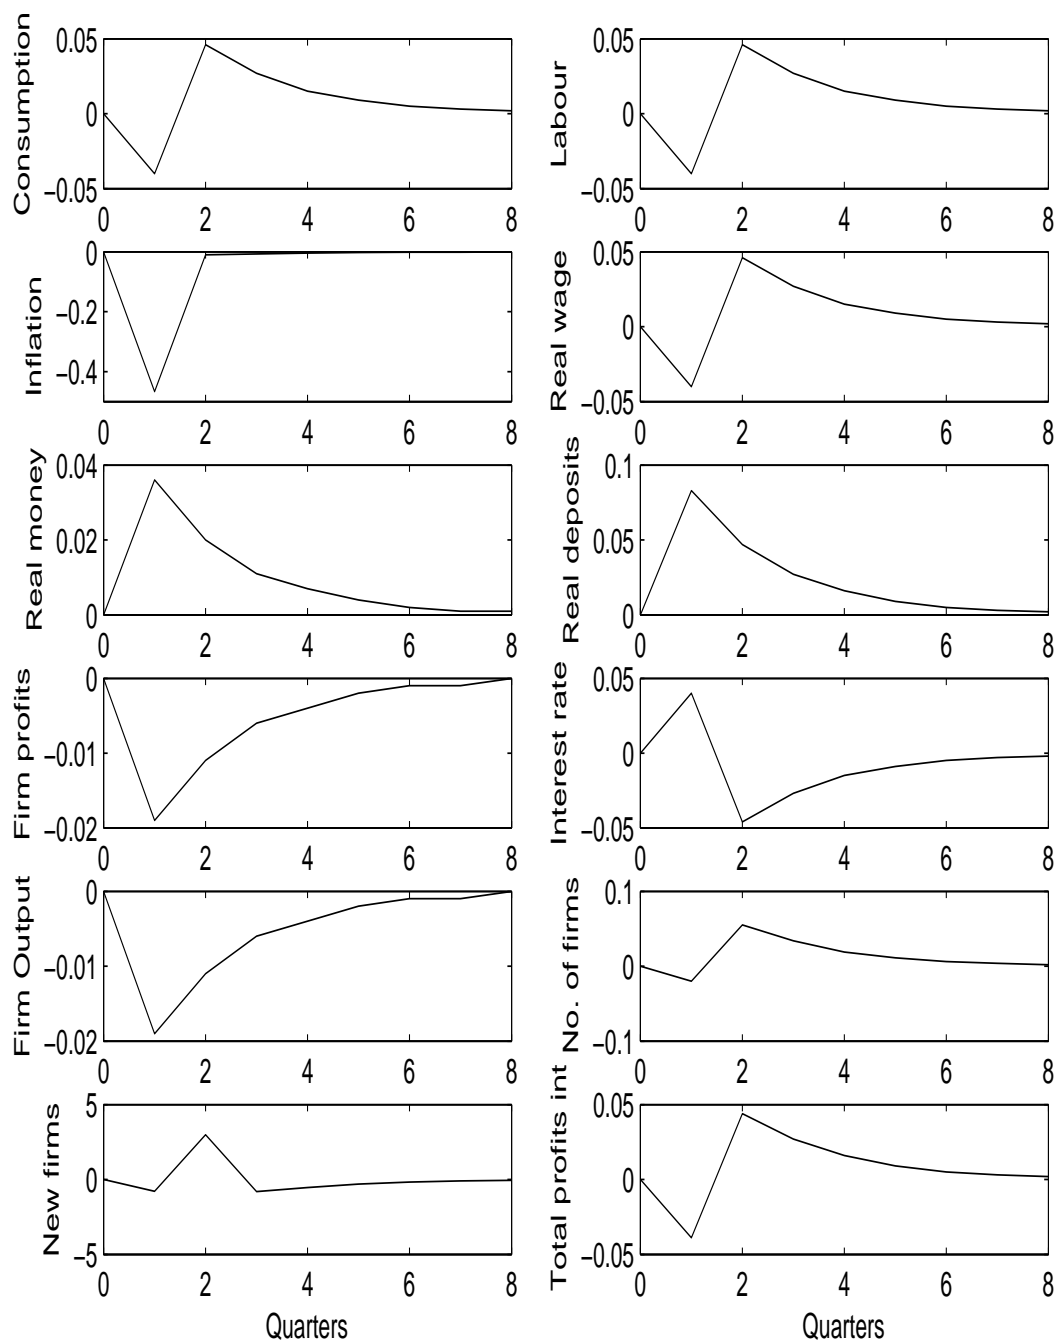 Consumption
0.05
0
−0.05
0 2 4 6 8
Labour
0.05
0
−0.05
0 2 4 6 8
Inflation
0
−0.2
−0.4
0 2 4 6 8
Real wage
0.05
0
−0.05
0 2 4 6 8
Real money
0.04
0.02
0
0 2 4 6 8
Real deposits
0.1
0.05
0
0 2 4 6 8
Firm profits
0
−0.01
−0.02
0 2 4 6 8
Interest rate
0.05
0
−0.05
0 2 4 6 8
Firm Output
0
−0.01
−0.02
0 2 4 6 8
No. of firms
0.1
0
−0.1
0 2 4 6 8
New firms
5
0
−5
0 2 4 6 8
Quarters
Total profits int
0.05
0
−0.05
0 2 4 6 8
Quarters